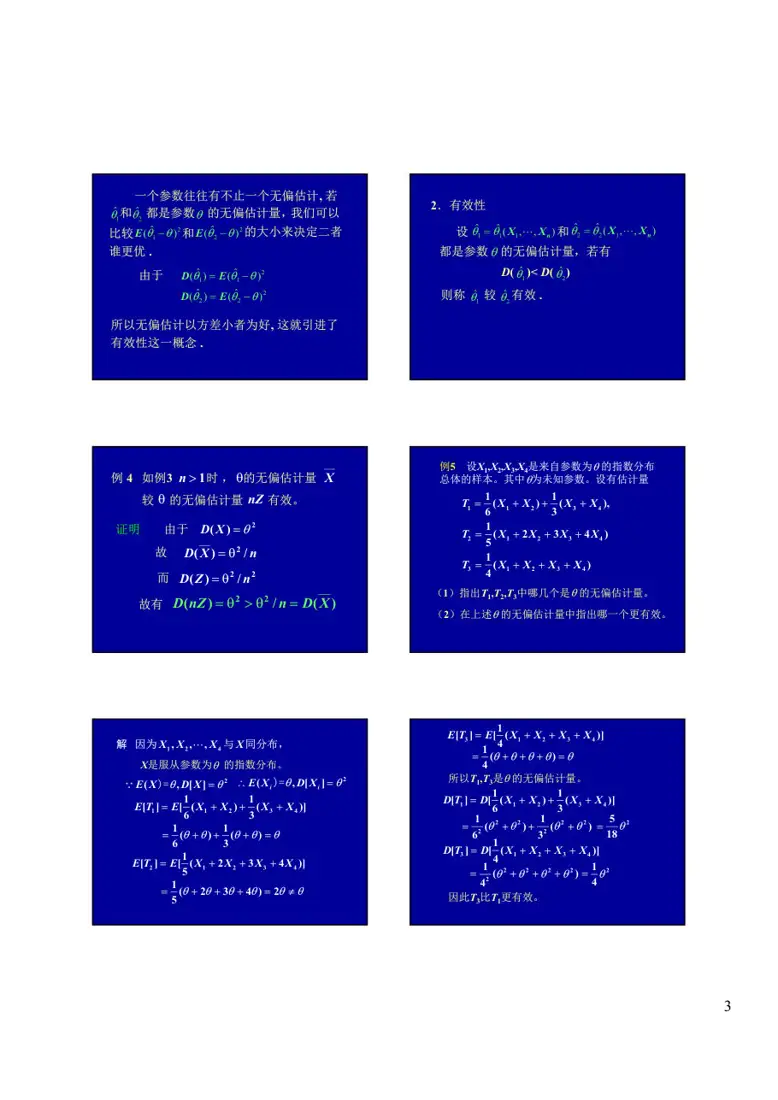 一个参数往往有不止一个无偏估计, 若
θ̂₁和θ̂₂ 都是参数θ 的无偏估计量，我们可以
比较E(θ̂₁ − θ)²和E(θ̂₂ − θ)²的大小来决定二者
谁更优 .
由于 D(θ̂₁) = E(θ̂₁ − θ)²
D(θ̂₂) = E(θ̂₂ − θ)²
所以无偏估计以方差小者为好, 这就引进了
有效性这一概念 .
2．有效性
设 θ̂₁ = θ̂₁(X₁,⋯,Xₙ) 和 θ̂₂ = θ̂₂(X₁,⋯,Xₙ)
都是参数 θ 的无偏估计量，若有
D( θ̂₁ )< D( θ̂₂ )
则称 θ̂₁ 较 θ̂₂ 有效 .
例 4 如例3 n > 1时 ，θ的无偏估计量 X̄
较 θ 的无偏估计量 nZ 有效。
证明 由于 D(X) = θ²
故 D(X̄) = θ² / n
而 D(Z) = θ² / n²
故有 D(nZ) = θ² > θ² / n = D(X̄)
例5 设X₁,X₂,X₃,X₄是来自参数为θ的指数分布
总体的样本。其中θ为未知参数。设有估计量
T₁ = 1/6(X₁ + X₂) + 1/3(X₃ + X₄),
T₂ = 1/5(X₁ + 2X₂ + 3X₃ + 4X₄)
T₃ = 1/4(X₁ + X₂ + X₃ + X₄)
（1）指出T₁,T₂,T₃中哪几个是θ的无偏估计量。
（2）在上述θ的无偏估计量中指出哪一个更有效。
解 因为X₁, X₂,⋯, X₄ 与X同分布，
X是服从参数为θ 的指数分布。
∵ E(X)=θ, D[X] = θ² ∴ E(Xᵢ)=θ, D[Xᵢ] = θ²
E[T₁] = E[1/6(X₁ + X₂) + 1/3(X₃ + X₄)]
= 1/6(θ + θ) + 1/3(θ + θ) = θ
E[T₂] = E[1/5(X₁ + 2X₂ + 3X₃ + 4X₄)]
= 1/5(θ + 2θ + 3θ + 4θ) = 2θ ≠ θ
E[T₃] = E[1/4(X₁ + X₂ + X₃ + X₄)]
= 1/4(θ + θ + θ + θ) = θ
所以T₁,T₃是θ的无偏估计量。
D[T₁] = D[1/6(X₁ + X₂) + 1/3(X₃ + X₄)]
= 1/6²(θ² + θ²) + 1/3²(θ² + θ²) = 5/18 θ²
D[T₃] = D[1/4(X₁ + X₂ + X₃ + X₄)]
= 1/4²(θ² + θ² + θ² + θ²) = 1/4 θ²
因此T₃比T₁更有效。
3